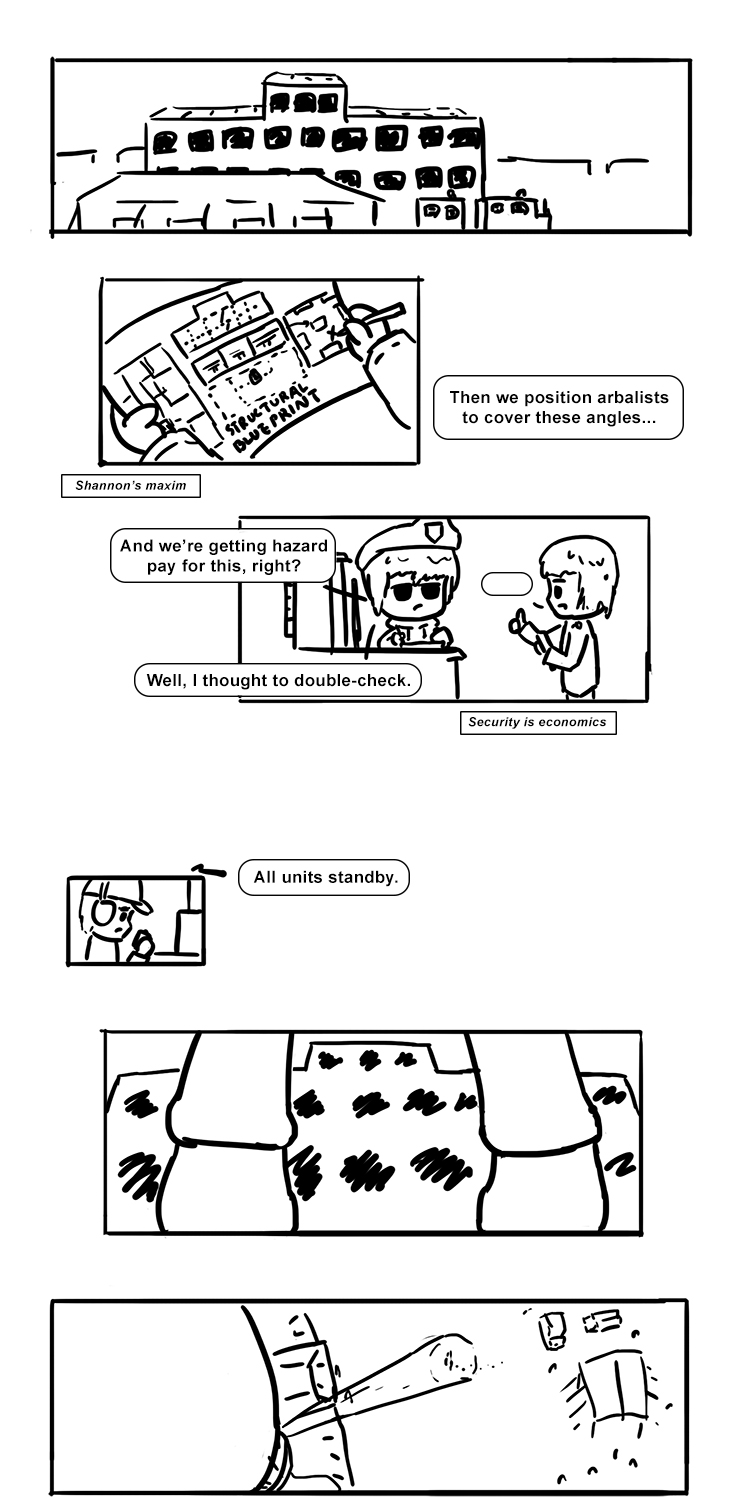 STRUCTURAL
BLUEPRINT
Then we position arbalists
to cover these angles...
Shannon's maxim
And we're getting hazard
pay for this, right?
Well, I thought to double-check.
Security is economics
All units standby.